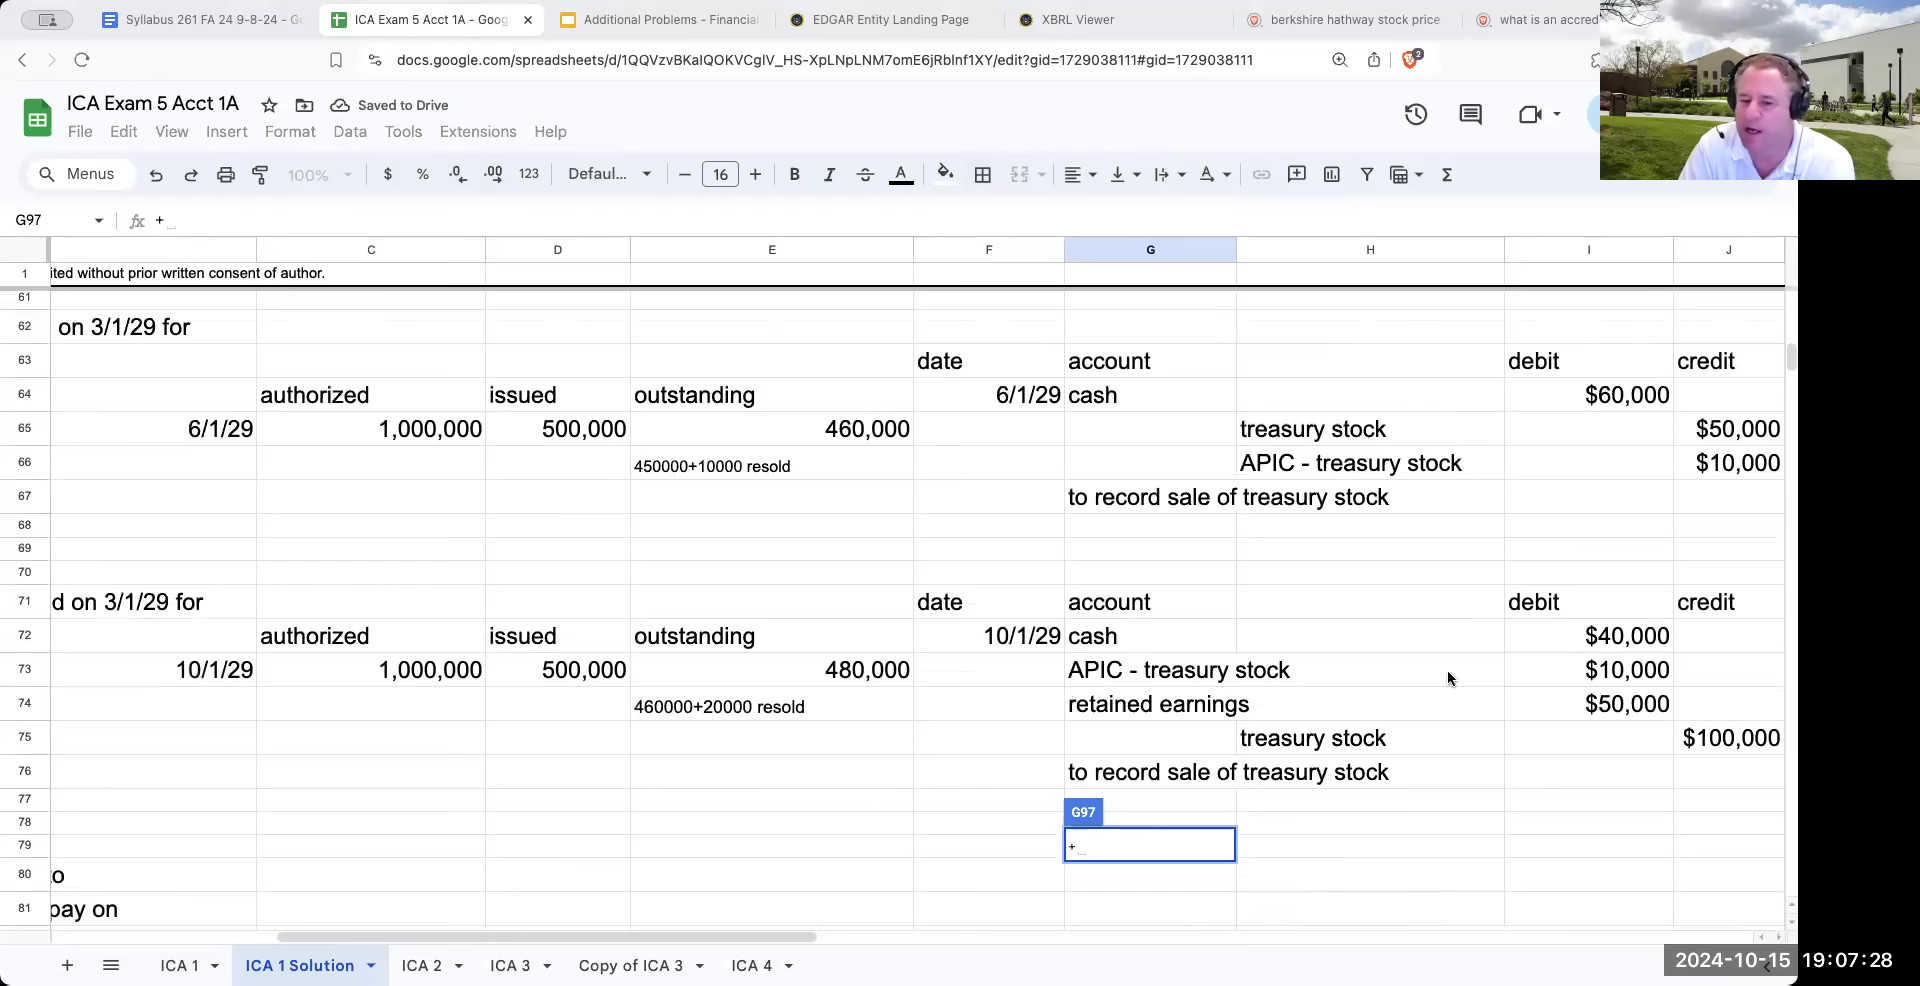 Syllabus 261 FA 24 9-8-24 - G
ICA Exam 5 Acct 1A - Goog
Additional Problems - Financial
EDGAR Entity Landing Page
XBRL Viewer
berkshire hathway stock price
what is an accred
docs.google.com/spreadsheets/d/1QQVzvBKaIQOKVCgIV_HS-XpLNpLNM7omE6jRbInf1XY/edit?gid=1729038111#gid=1729038111
2
ICA Exam 5 Acct 1A
Saved to Drive
File Edit View Insert Format Data Tools Extensions Help
Menus 100% $ % .0 .00 123 Defaul... − 16 + B I A Σ
G97 fx +
C D E F G H I J
1 ited without prior written consent of author.
61
62 on 3/1/29 for
63 date account debit credit
64 authorized issued outstanding 6/1/29 cash $60,000
65 6/1/29 1,000,000 500,000 460,000 treasury stock $50,000
66 450000+10000 resold APIC - treasury stock $10,000
67 to record sale of treasury stock
68
69
70
71 d on 3/1/29 for date account debit credit
72 authorized issued outstanding 10/1/29 cash $40,000
73 10/1/29 1,000,000 500,000 480,000 APIC - treasury stock $10,000
74 460000+20000 resold retained earnings $50,000
75 treasury stock $100,000
76 to record sale of treasury stock
77
78 G97
79 +
80 to
81 pay on
+ ICA 1 ICA 1 Solution ICA 2 ICA 3 Copy of ICA 3 ICA 4
2024-10-15 19:07:28